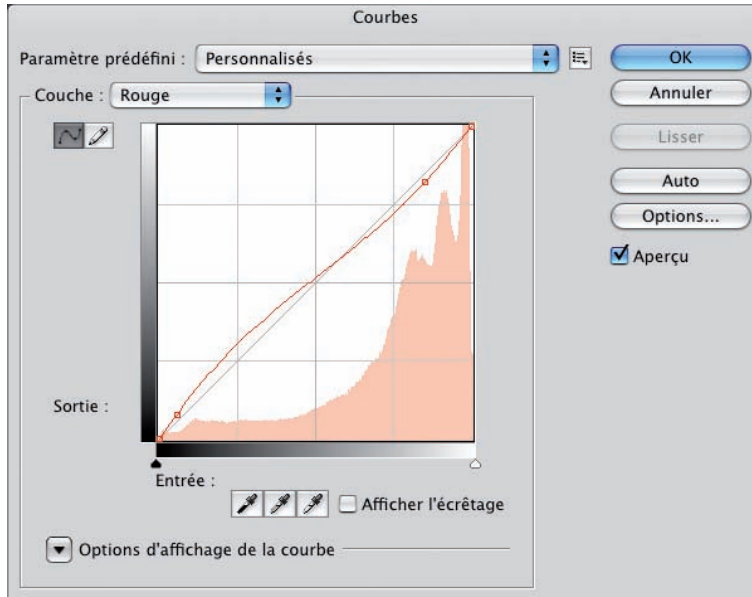 Courbes
Paramètre prédéfini : Personnalisés
OK
Couche : Rouge
Annuler
Lisser
Auto
Options...
Aperçu
Sortie :
Entrée :
Afficher l'écrêtage
Options d'affichage de la courbe